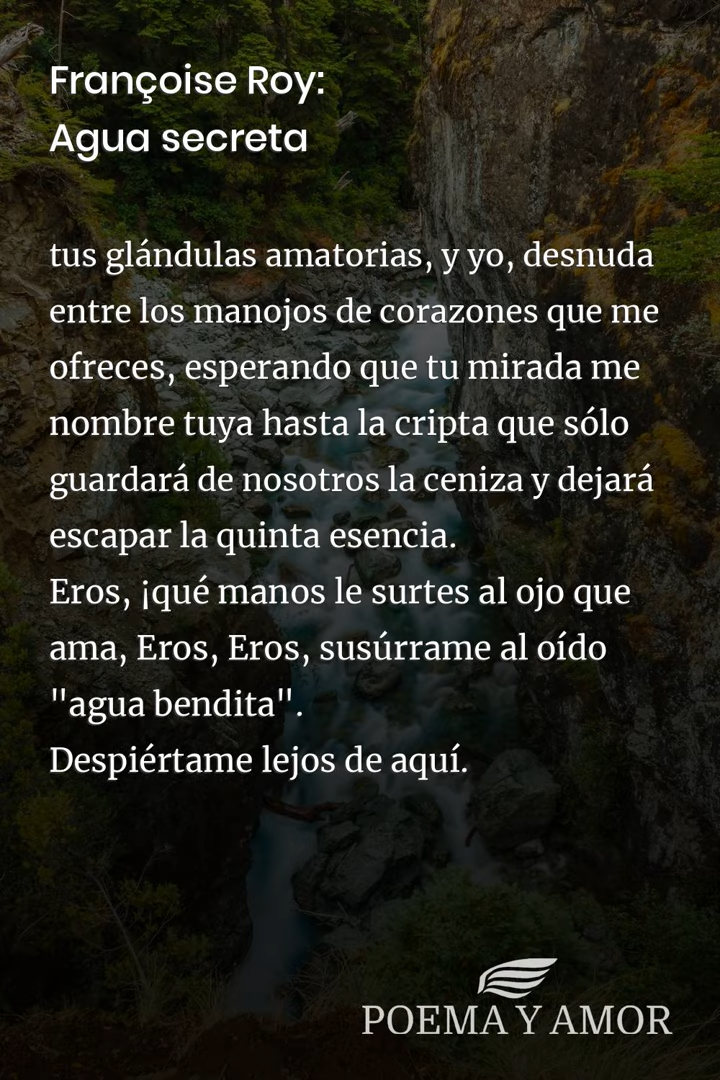 Françoise Roy:
Agua secreta
tus glándulas amatorias, y yo, desnuda
entre los manojos de corazones que me
ofreces, esperando que tu mirada me
nombre tuya hasta la cripta que sólo
guardará de nosotros la ceniza y dejará
escapar la quinta esencia.
Eros, ¡qué manos le surtes al ojo que
ama, Eros, Eros, susúrrame al oído
"agua bendita".
Despiértame lejos de aquí.
POEMA Y AMOR